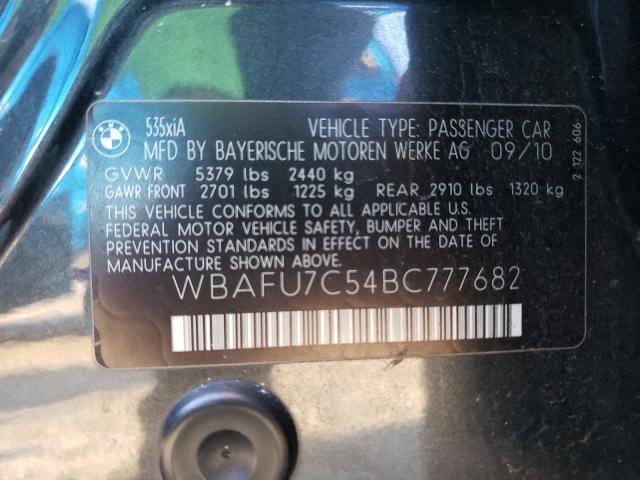 BMW
535xiA
VEHICLE TYPE: PASSENGER CAR
MFD BY BAYERISCHE MOTOREN WERKE AG 09/10
GVWR 5379 lbs 2440 kg
GAWR FRONT 2701 lbs 1225 kg REAR 2910 lbs 1320 kg
THIS VEHICLE CONFORMS TO ALL APPLICABLE U.S.
FEDERAL MOTOR VEHICLE SAFETY, BUMPER AND THEFT
PREVENTION STANDARDS IN EFFECT ON THE DATE
OF MANUFACTURE SHOWN ABOVE.
WBAFU7C54BC777682
2 122 606